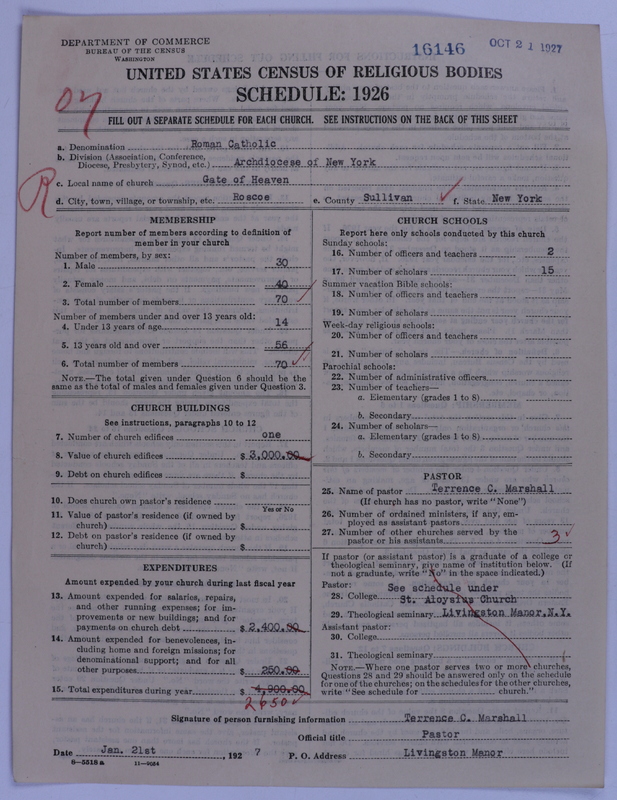 DEPARTMENT OF COMMERCE
BUREAU OF THE CENSUS
WASHINGTON
16146
OCT 21 1927
UNITED STATES CENSUS OF RELIGIOUS BODIES
SCHEDULE: 1926
FILL OUT A SEPARATE SCHEDULE FOR EACH CHURCH. SEE INSTRUCTIONS ON THE BACK OF THIS SHEET
a. Denomination Roman Catholic
b. Division (Association, Conference,
Diocese, Presbytery, Synod, etc.) Archdiocese of New York
R
c. Local name of church Gate of Heaven
d. City, town, village, or township, etc. Roscoe e. County Sullivan f. State New York
MEMBERSHIP
Report number of members according to definition of
member in your church
Number of members, by sex:
1. Male 30
2. Female 40
3. Total number of members 70
Number of members under and over 13 years old:
4. Under 13 years of age 14
5. 13 years old and over 56
6. Total number of members 70
NOTE.—The total given under Question 6 should be the
same as the total of males and females given under Question 3.
CHURCH BUILDINGS
See instructions, paragraphs 10 to 12
7. Number of church edifices one
8. Value of church edifices $ 3,000.00
9. Debt on church edifices $
10. Does church own pastor's residence
Yes or No
11. Value of pastor's residence (if owned by
church) $
12. Debt on pastor's residence (if owned by
church) $
EXPENDITURES
Amount expended by your church during last fiscal year
13. Amount expended for salaries, repairs,
and other running expenses; for im-
provements or new buildings; and for
payments on church debt $ 2,400.00
14. Amount expended for benevolences, in-
cluding home and foreign missions; for
denominational support; and for all
other purposes $ 250.00
15. Total expenditures during year $ 4,900.00
2650
CHURCH SCHOOLS
Report here only schools conducted by this church
Sunday schools:
16. Number of officers and teachers 2
17. Number of scholars 15
Summer vacation Bible schools:
18. Number of officers and teachers
19. Number of scholars
Week-day religious schools:
20. Number of officers and teachers
21. Number of scholars
Parochial schools:
22. Number of administrative officers
23. Number of teachers—
a. Elementary (grades 1 to 8)
b. Secondary
24. Number of scholars—
a. Elementary (grades 1 to 8)
b. Secondary
PASTOR
25. Name of pastor Terrence C. Marshall
(If church has no pastor, write "None")
26. Number of ordained ministers, if any, em-
ployed as assistant pastors
27. Number of other churches served by the
pastor or his assistants 3
If pastor (or assistant pastor) is a graduate of a college or
theological seminary, give name of institution below. (If
not a graduate, write "No" in the space indicated.)
Pastor: See schedule under
28. College St. Aloysius Church
29. Theological seminary Livingston Manor, N.Y.
Assistant pastor:
30. College
31. Theological seminary
NOTE.—Where one pastor serves two or more churches,
Questions 28 and 29 should be answered only on the schedule
for one of the churches; on the schedules for the other churches,
write "See schedule for church."
Signature of person furnishing information Terrence C. Marshall
Official title Pastor
Date Jan. 21st, 1927 P. O. Address Livingston Manor
8—5518 a 11—9034